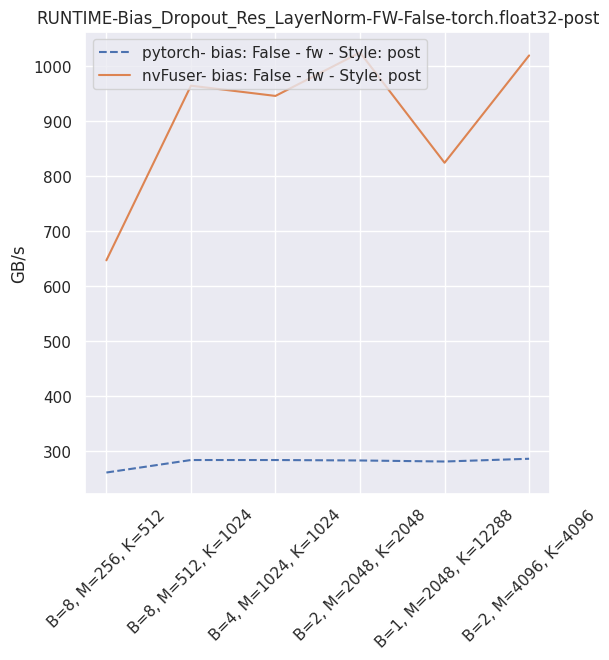 RUNTIME-Bias_Dropout_Res_LayerNorm-FW-False-torch.float32-post
pytorch- bias: False - fw - Style: post
nvFuser- bias: False - fw - Style: post
1000
900
800
700
600
500
400
300
GB/s
B=8, M=256, K=512
B=8, M=512, K=1024
B=4, M=1024, K=1024
B=2, M=2048, K=2048
B=1, M=2048, K=12288
B=2, M=4096, K=4096